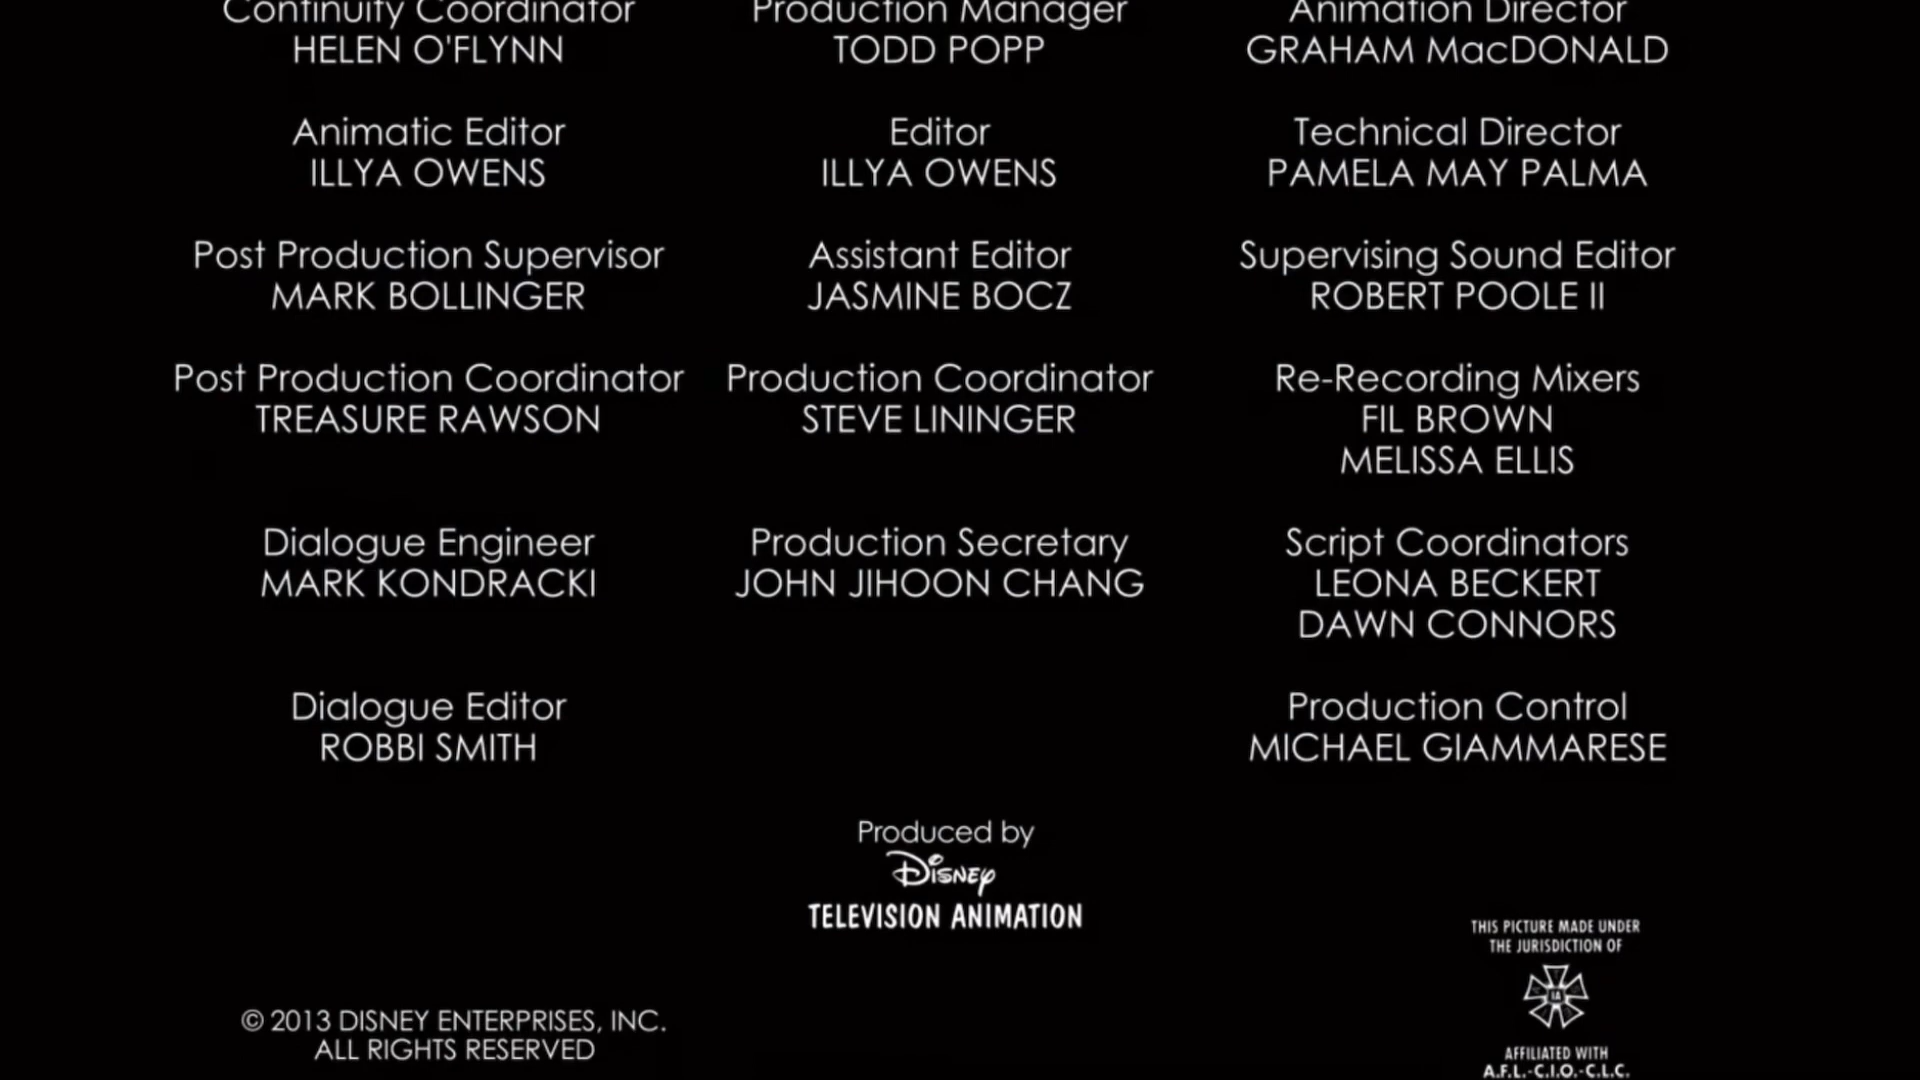 Continuity Coordinator
HELEN O'FLYNN
Production Manager
TODD POPP
Animation Director
GRAHAM MacDONALD
Animatic Editor
ILLYA OWENS
Editor
ILLYA OWENS
Technical Director
PAMELA MAY PALMA
Post Production Supervisor
MARK BOLLINGER
Assistant Editor
JASMINE BOCZ
Supervising Sound Editor
ROBERT POOLE II
Post Production Coordinator
TREASURE RAWSON
Production Coordinator
STEVE LININGER
Re-Recording Mixers
FIL BROWN
MELISSA ELLIS
Dialogue Engineer
MARK KONDRACKI
Production Secretary
JOHN JIHOON CHANG
Script Coordinators
LEONA BECKERT
DAWN CONNORS
Dialogue Editor
ROBBI SMITH
Production Control
MICHAEL GIAMMARESE
Produced by
Disney
TELEVISION ANIMATION
THIS PICTURE MADE UNDER
THE JURISDICTION OF
IA
AFFILIATED WITH
A.F.L.-C.I.O.-C.L.C.
© 2013 DISNEY ENTERPRISES, INC.
ALL RIGHTS RESERVED